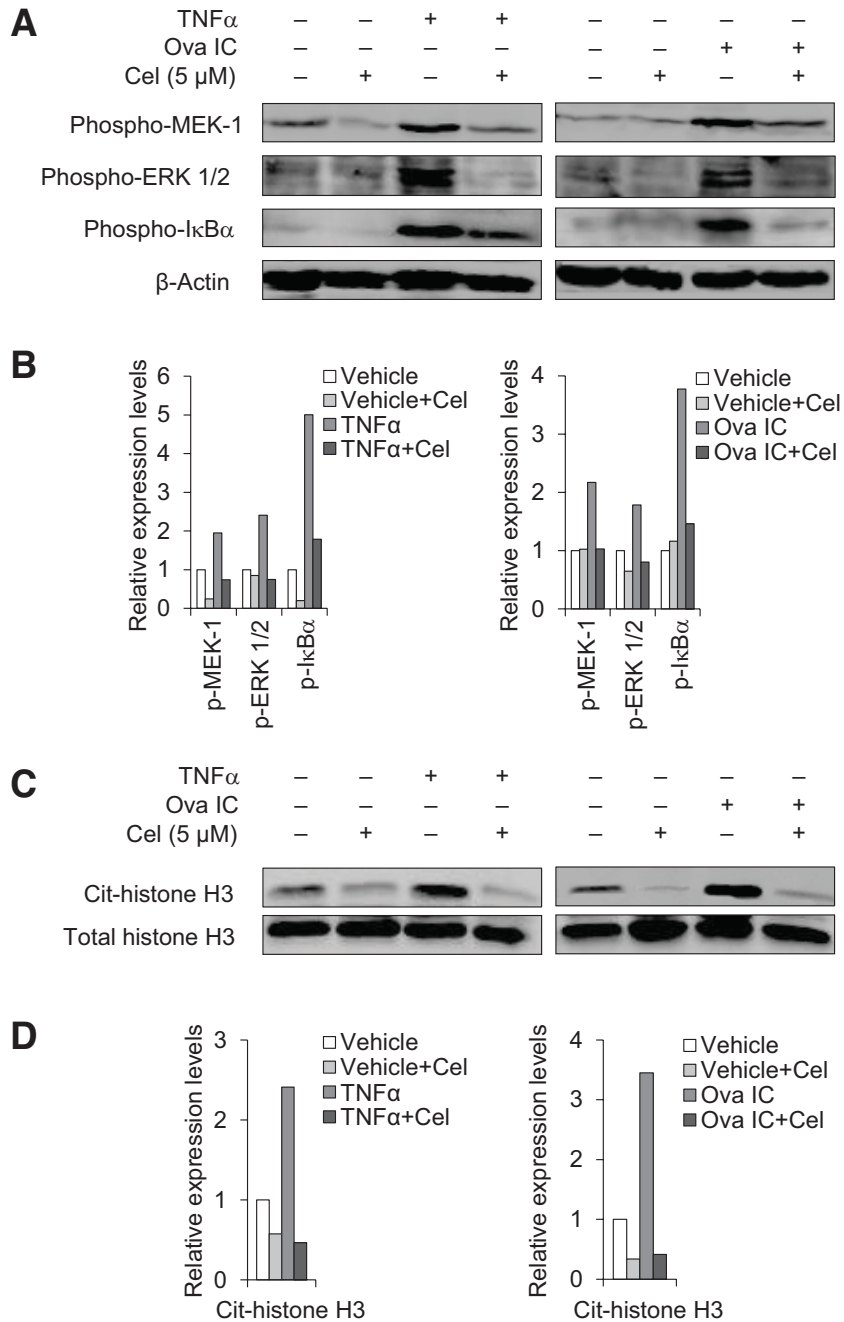 A
TNFα – – + + – – – –
Ova IC – – – – – – + +
Cel (5 μM) – + – + – + – +
Phospho-MEK-1
Phospho-ERK 1/2
Phospho-IκBα
β-Actin
B
Relative expression levels
6
5
4
3
2
1
0
p-MEK-1
p-ERK 1/2
p-IκBα
Vehicle
Vehicle+Cel
TNFα
TNFα+Cel
Relative expression levels
4
3
2
1
0
p-MEK-1
p-ERK 1/2
p-IκBα
Vehicle
Vehicle+Cel
Ova IC
Ova IC+Cel
C
TNFα – – + + – – – –
Ova IC – – – – – – + +
Cel (5 μM) – + – + – + – +
Cit-histone H3
Total histone H3
D
Relative expression levels
3
2
1
0
Cit-histone H3
Vehicle
Vehicle+Cel
TNFα
TNFα+Cel
Relative expression levels
4
3
2
1
0
Cit-histone H3
Vehicle
Vehicle+Cel
Ova IC
Ova IC+Cel